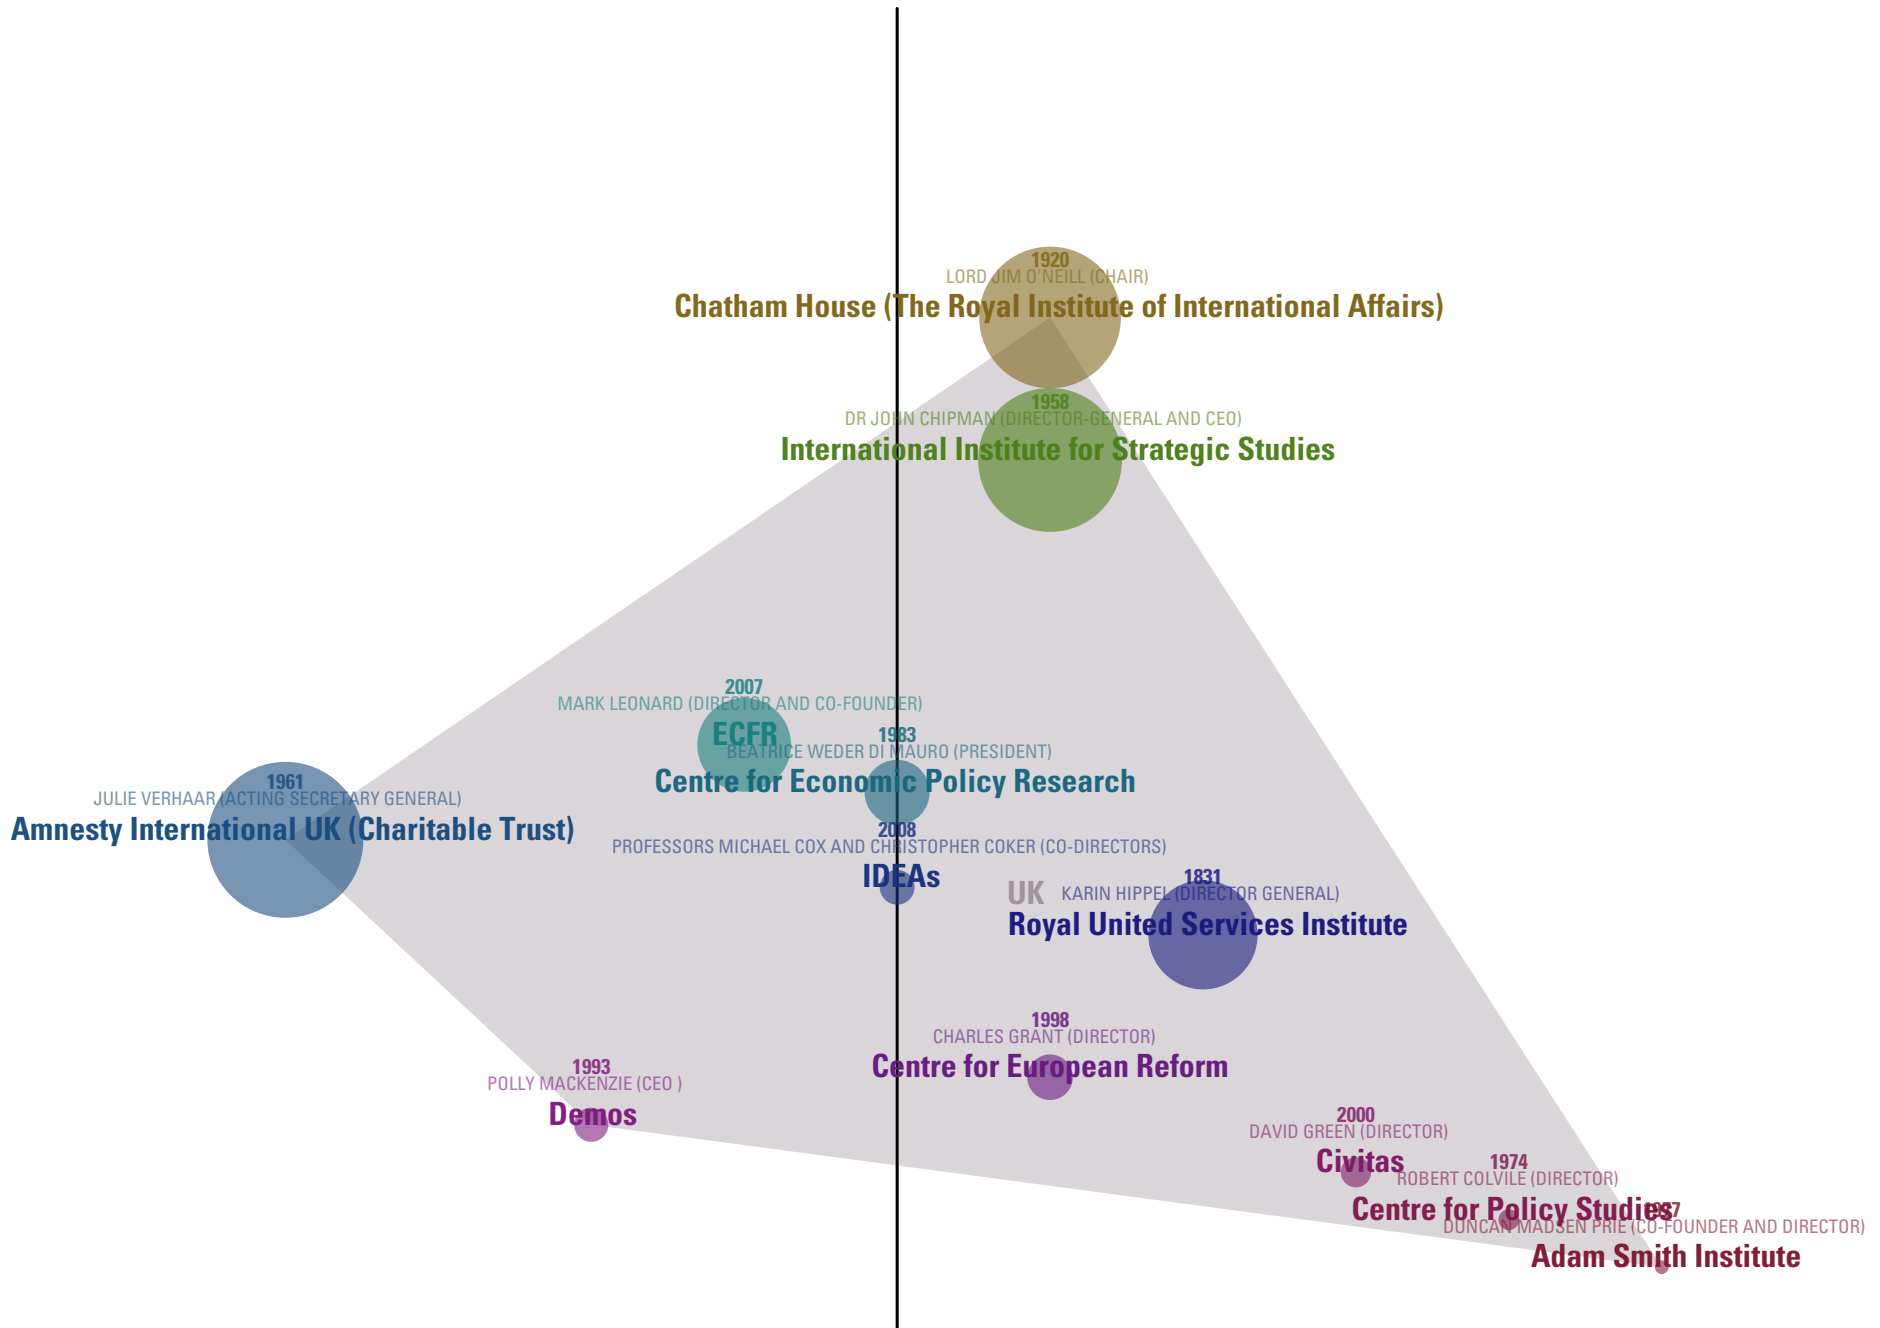 1920
LORD JIM O'NEILL (CHAIR)
Chatham House (The Royal Institute of International Affairs)
1958
DR JOHN CHIPMAN (DIRECTOR-GENERAL AND CEO)
International Institute for Strategic Studies
2007
MARK LEONARD (DIRECTOR AND CO-FOUNDER)
ECFR
1983
BEATRICE WEDER DI MAURO (PRESIDENT)
Centre for Economic Policy Research
1961
JULIE VERHAAR (ACTING SECRETARY GENERAL)
Amnesty International UK (Charitable Trust)
2008
PROFESSORS MICHAEL COX AND CHRISTOPHER COKER (CO-DIRECTORS)
IDEAs
UK
1831
KARIN HIPPEL (DIRECTOR GENERAL)
Royal United Services Institute
1998
CHARLES GRANT (DIRECTOR)
Centre for European Reform
1993
POLLY MACKENZIE (CEO )
Demos
2000
DAVID GREEN (DIRECTOR)
Civitas
1974
ROBERT COLVILE (DIRECTOR)
Centre for Policy Studies
1977
DUNCAN MADSEN PRIE (CO-FOUNDER AND DIRECTOR)
Adam Smith Institute